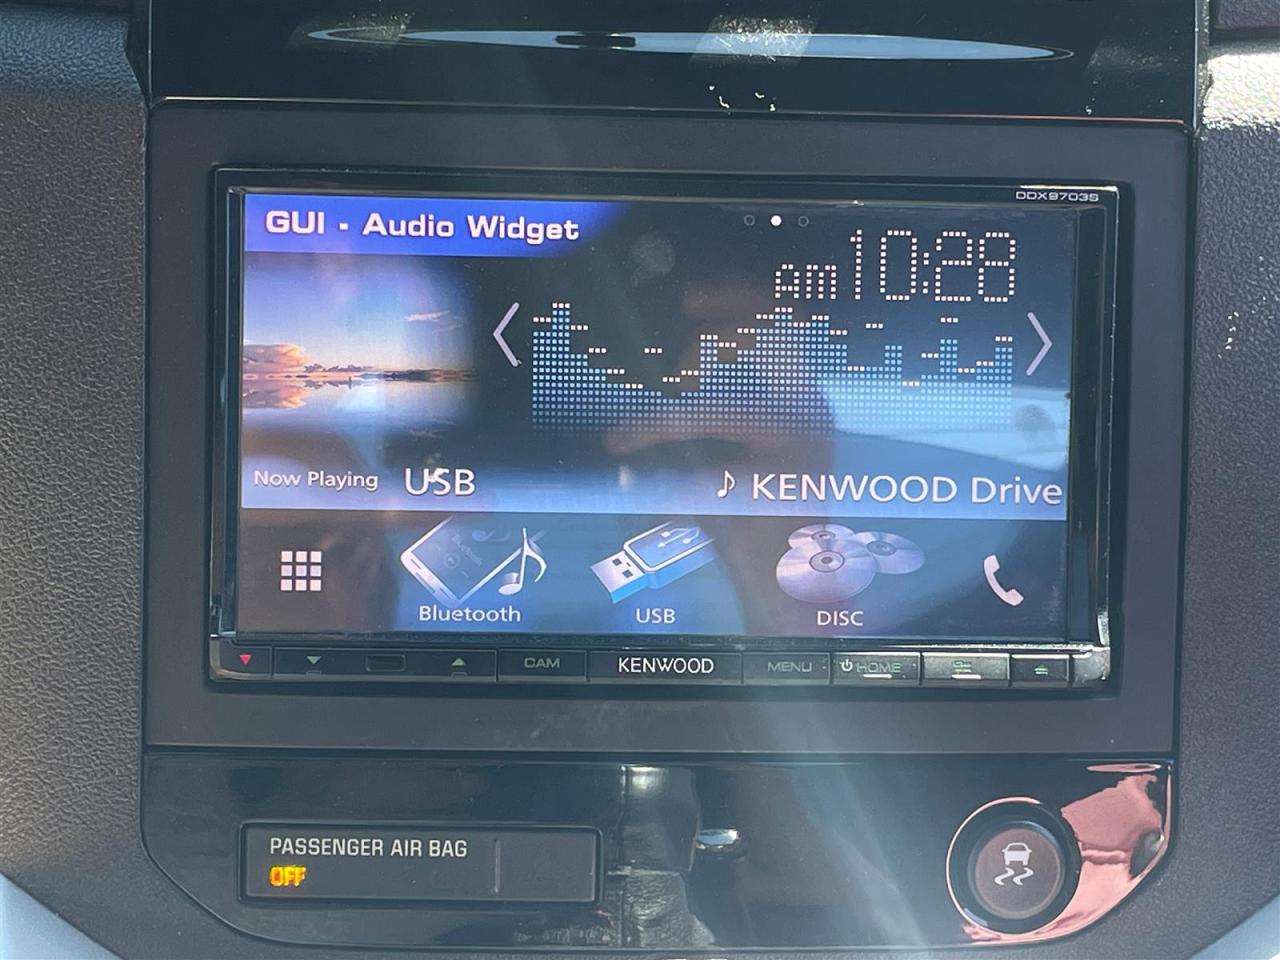 DDX9703S
GUI - Audio Widget
AM 10:28
Now Playing USB
♪ KENWOOD Drive
Bluetooth
USB
DISC
CAM
KENWOOD
MENU
HOME
PASSENGER AIR BAG
OFF